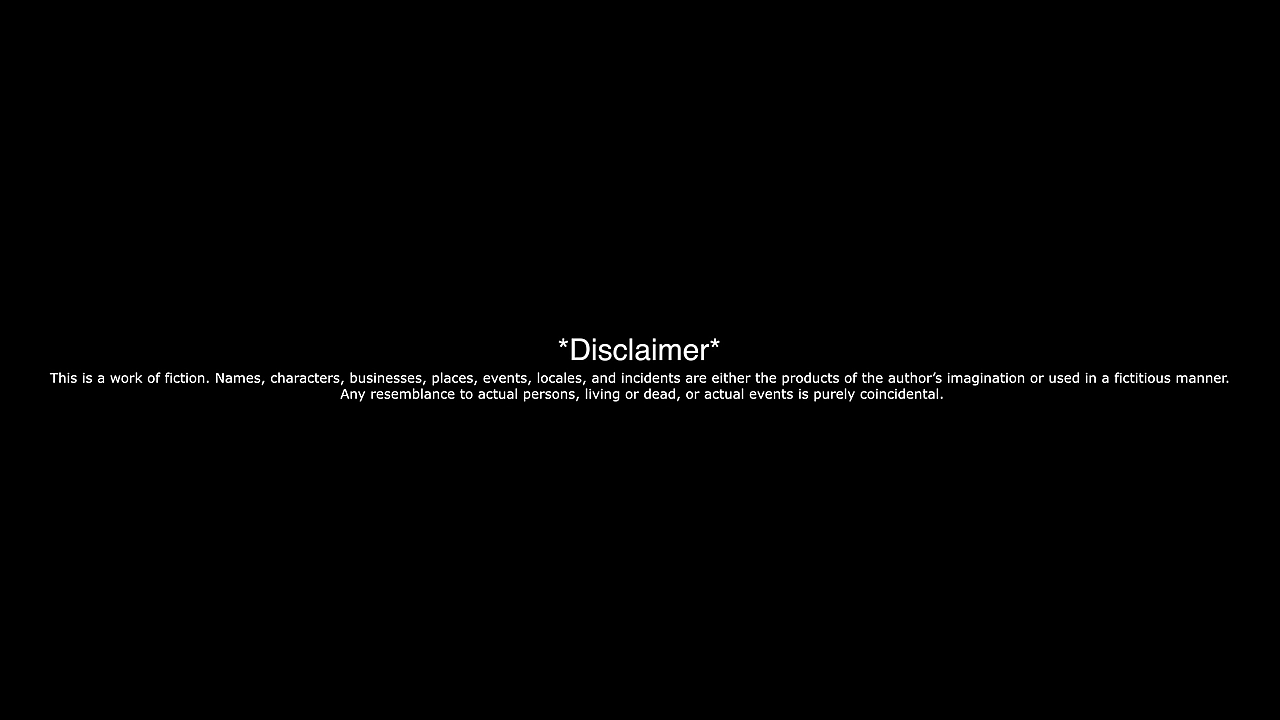 *Disclaimer*
This is a work of fiction. Names, characters, businesses, places, events, locales, and incidents are either the products of the author’s imagination or used in a fictitious manner.
Any resemblance to actual persons, living or dead, or actual events is purely coincidental.